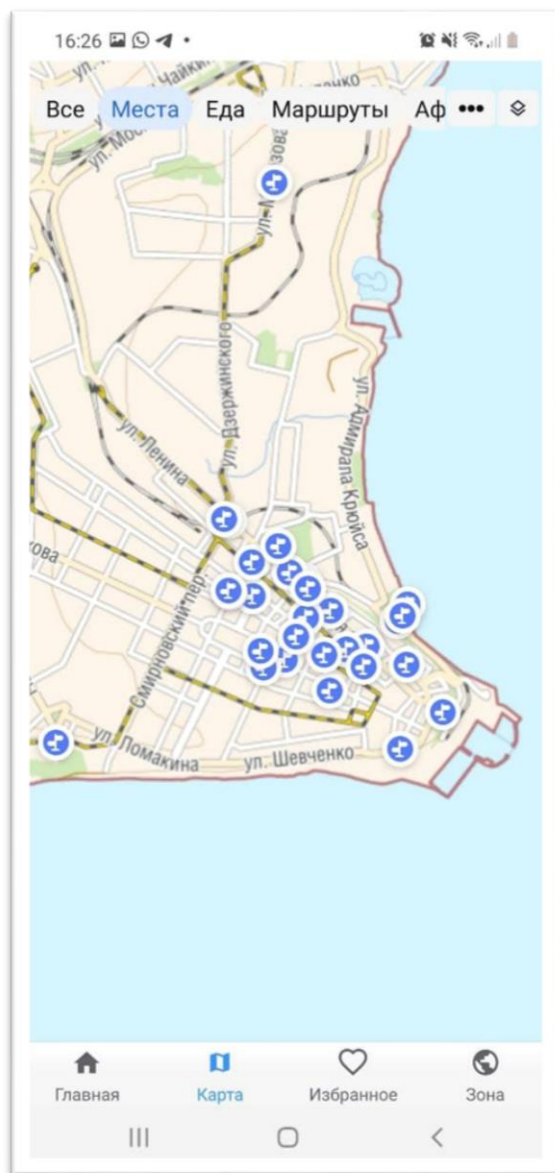 16:26
Все Места Еда Маршруты Аф •••
ул. Дзержинского
ул. Ленина
ул. Адмирала Крюйса
кова
Смирновский пер.
ул. Ломакина
ул. Шевченко
Главная Карта Избранное Зона